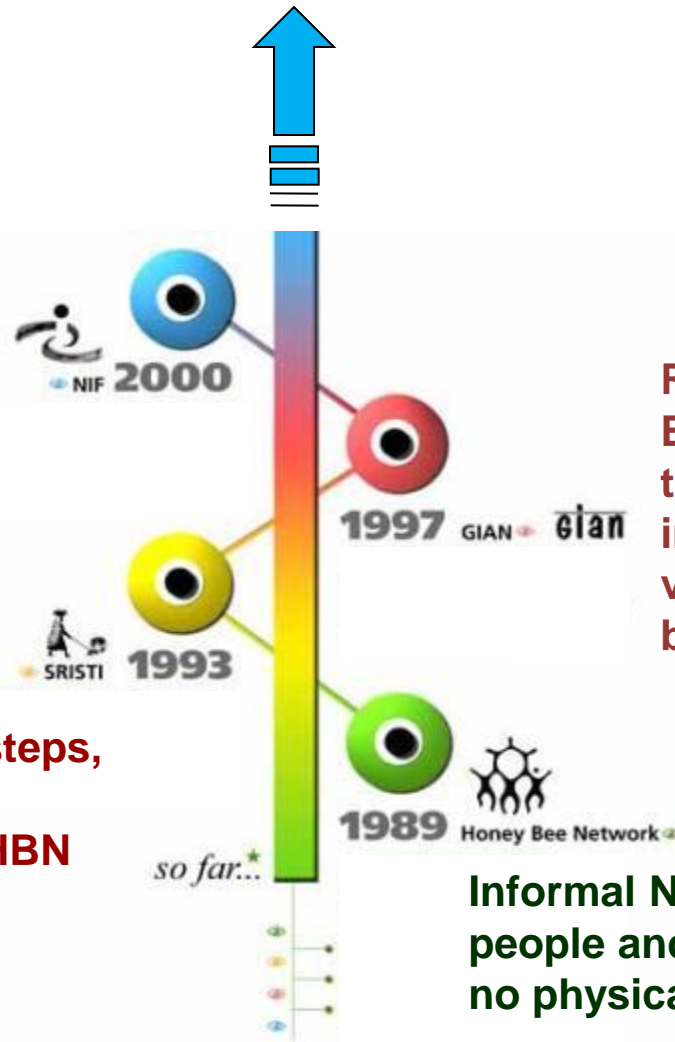 NIF 2000
1997 GIAN gian
SRISTI 1993
steps,
HBN
1989 Honey Bee Network
so far...
Informal N
people and
no physica